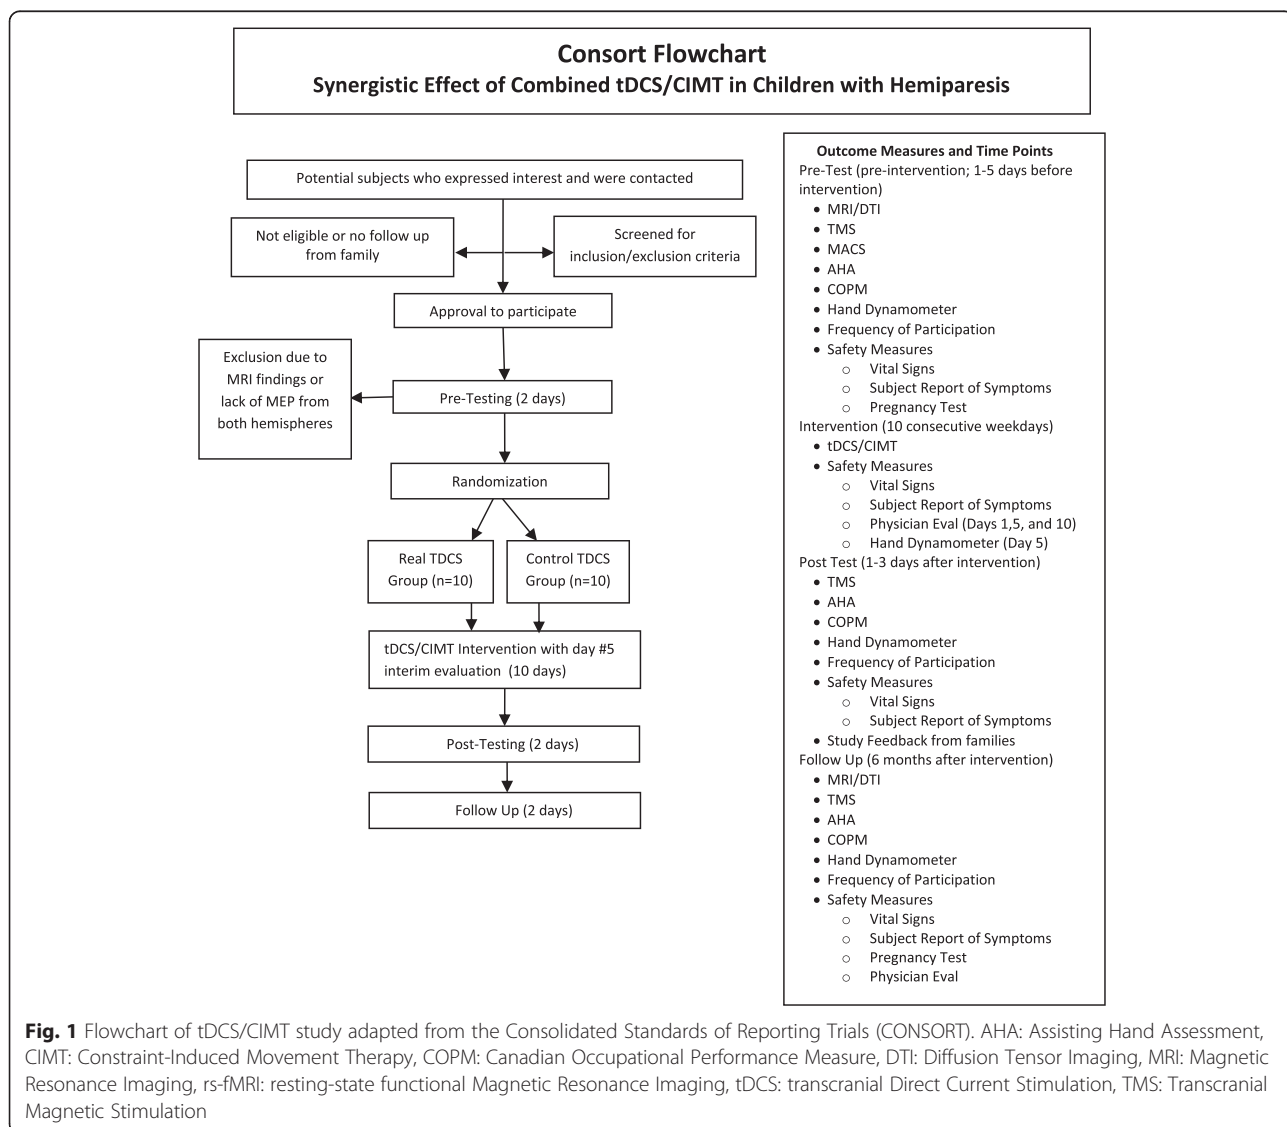 Consort Flowchart
Synergistic Effect of Combined tDCS/CIMT in Children with Hemiparesis
Potential subjects who expressed interest and were contacted
Not eligible or no follow up
from family
Screened for
inclusion/exclusion criteria
Approval to participate
Exclusion due to
MRI findings or
lack of MEP from
both hemispheres
Pre-Testing (2 days)
Randomization
Real TDCS
Group (n=10)
Control TDCS
Group (n=10)
tDCS/CIMT Intervention with day #5
interim evaluation (10 days)
Post-Testing (2 days)
Follow Up (2 days)
Outcome Measures and Time Points
Pre-Test (pre-intervention; 1-5 days before
intervention)
• MRI/DTI
• TMS
• MACS
• AHA
• COPM
• Hand Dynamometer
• Frequency of Participation
• Safety Measures
o Vital Signs
o Subject Report of Symptoms
o Pregnancy Test
Intervention (10 consecutive weekdays)
• tDCS/CIMT
• Safety Measures
o Vital Signs
o Subject Report of Symptoms
o Physician Eval (Days 1,5, and 10)
o Hand Dynamometer (Day 5)
Post Test (1-3 days after intervention)
• TMS
• AHA
• COPM
• Hand Dynamometer
• Frequency of Participation
• Safety Measures
o Vital Signs
o Subject Report of Symptoms
• Study Feedback from families
Follow Up (6 months after intervention)
• MRI/DTI
• TMS
• AHA
• COPM
• Hand Dynamometer
• Frequency of Participation
• Safety Measures
o Vital Signs
o Subject Report of Symptoms
o Pregnancy Test
o Physician Eval
Fig. 1 Flowchart of tDCS/CIMT study adapted from the Consolidated Standards of Reporting Trials (CONSORT). AHA: Assisting Hand Assessment,
CIMT: Constraint-Induced Movement Therapy, COPM: Canadian Occupational Performance Measure, DTI: Diffusion Tensor Imaging, MRI: Magnetic
Resonance Imaging, rs-fMRI: resting-state functional Magnetic Resonance Imaging, tDCS: transcranial Direct Current Stimulation, TMS: Transcranial
Magnetic Stimulation